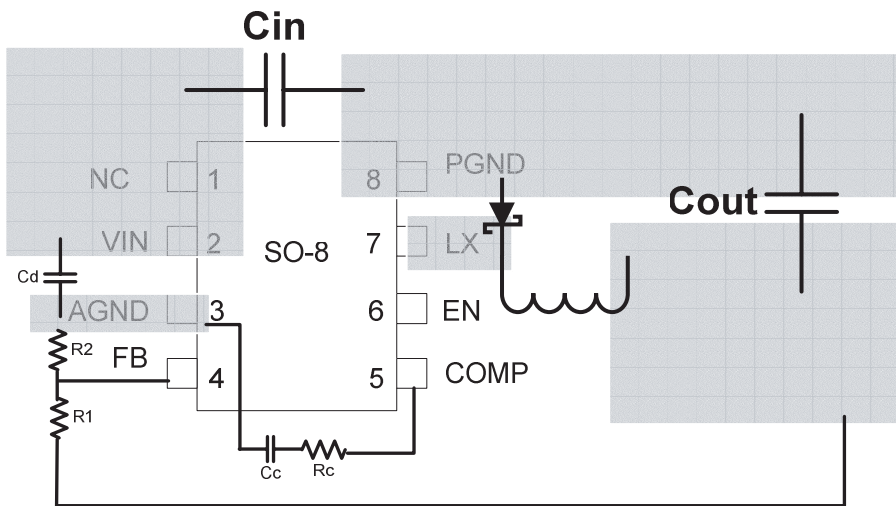 Cin
NC 1
8 PGND
VIN 2
SO-8
7 LX
Cout
Cd
AGND 3
6 EN
R2
FB 4
5 COMP
R1
Cc
Rc